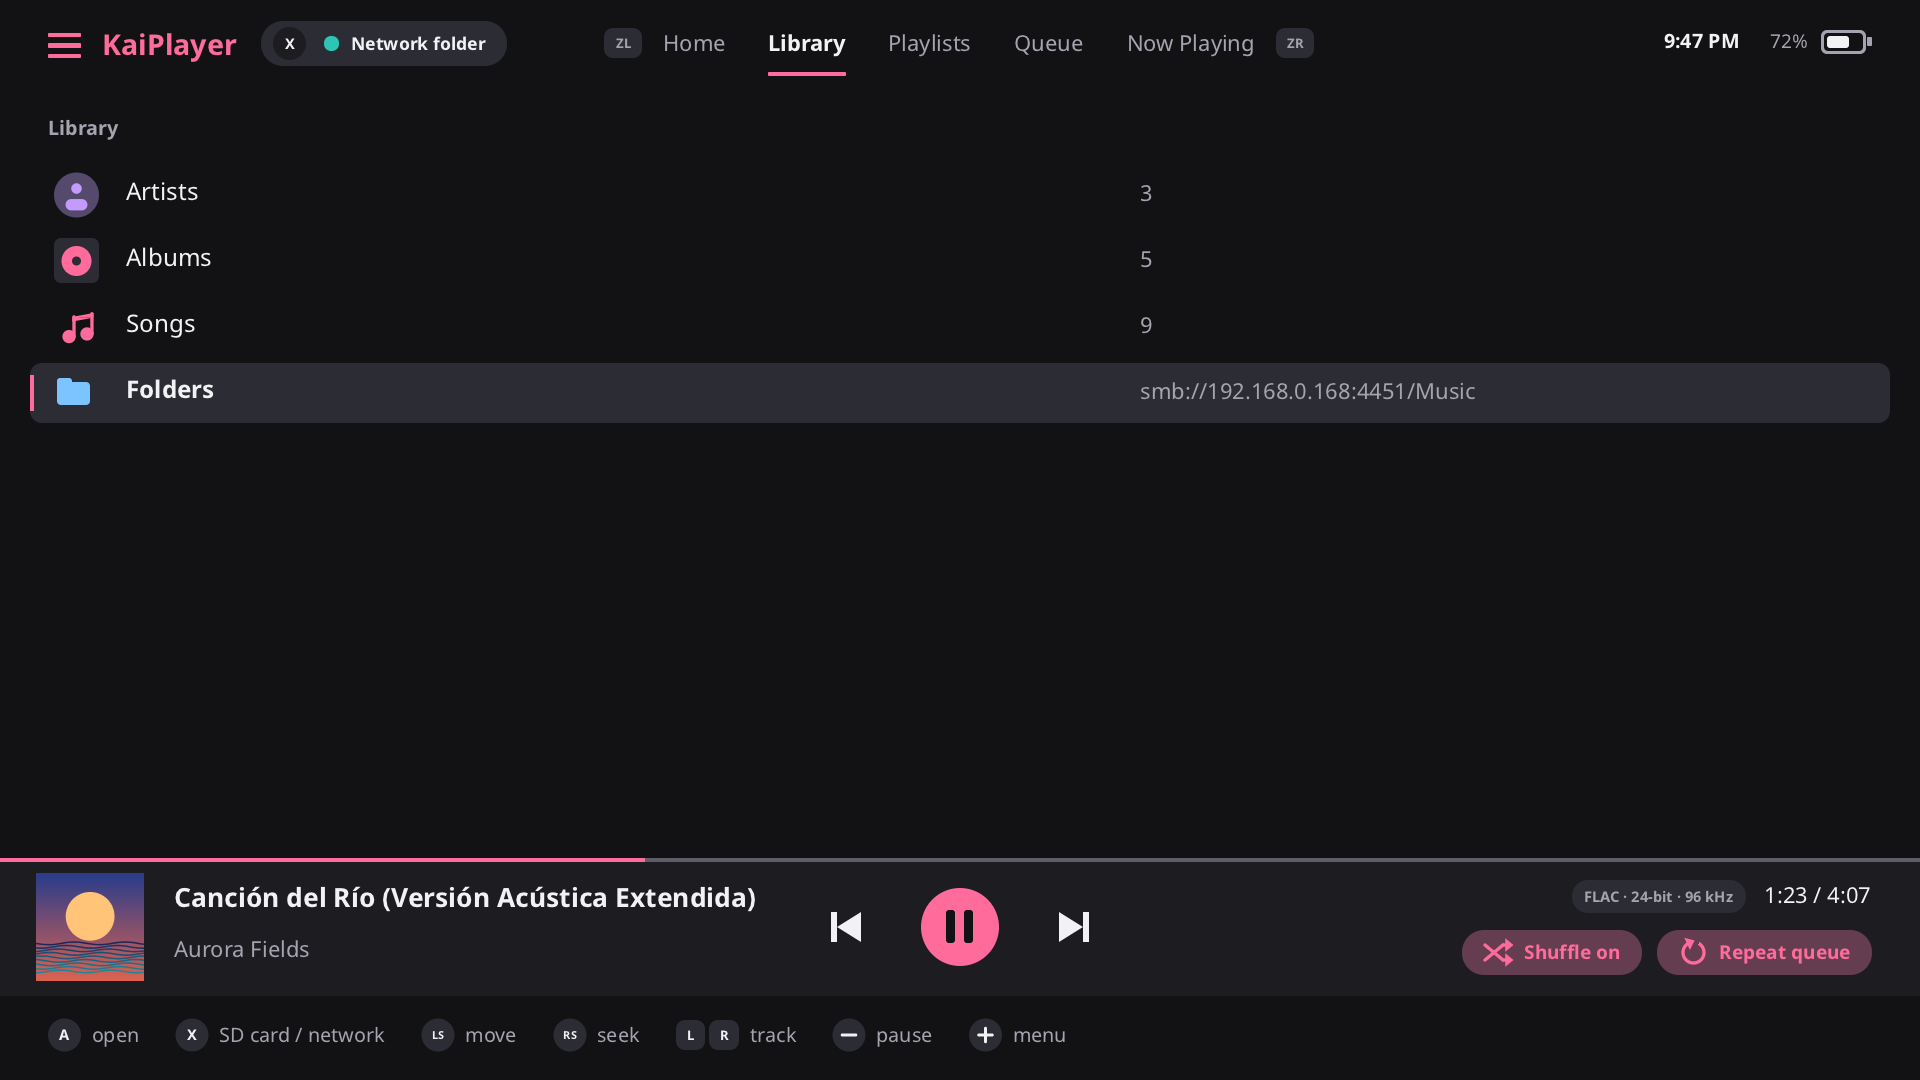 KaiPlayer
X Network folder
ZL Home Library Playlists Queue Now Playing ZR
9:47 PM 72%
Library
Artists 3
Albums 5
Songs 9
Folders smb://192.168.0.168:4451/Music
Canción del Río (Versión Acústica Extendida)
Aurora Fields
FLAC · 24-bit · 96 kHz 1:23 / 4:07
Shuffle on Repeat queue
A open X SD card / network LS move RS seek L R track − pause + menu